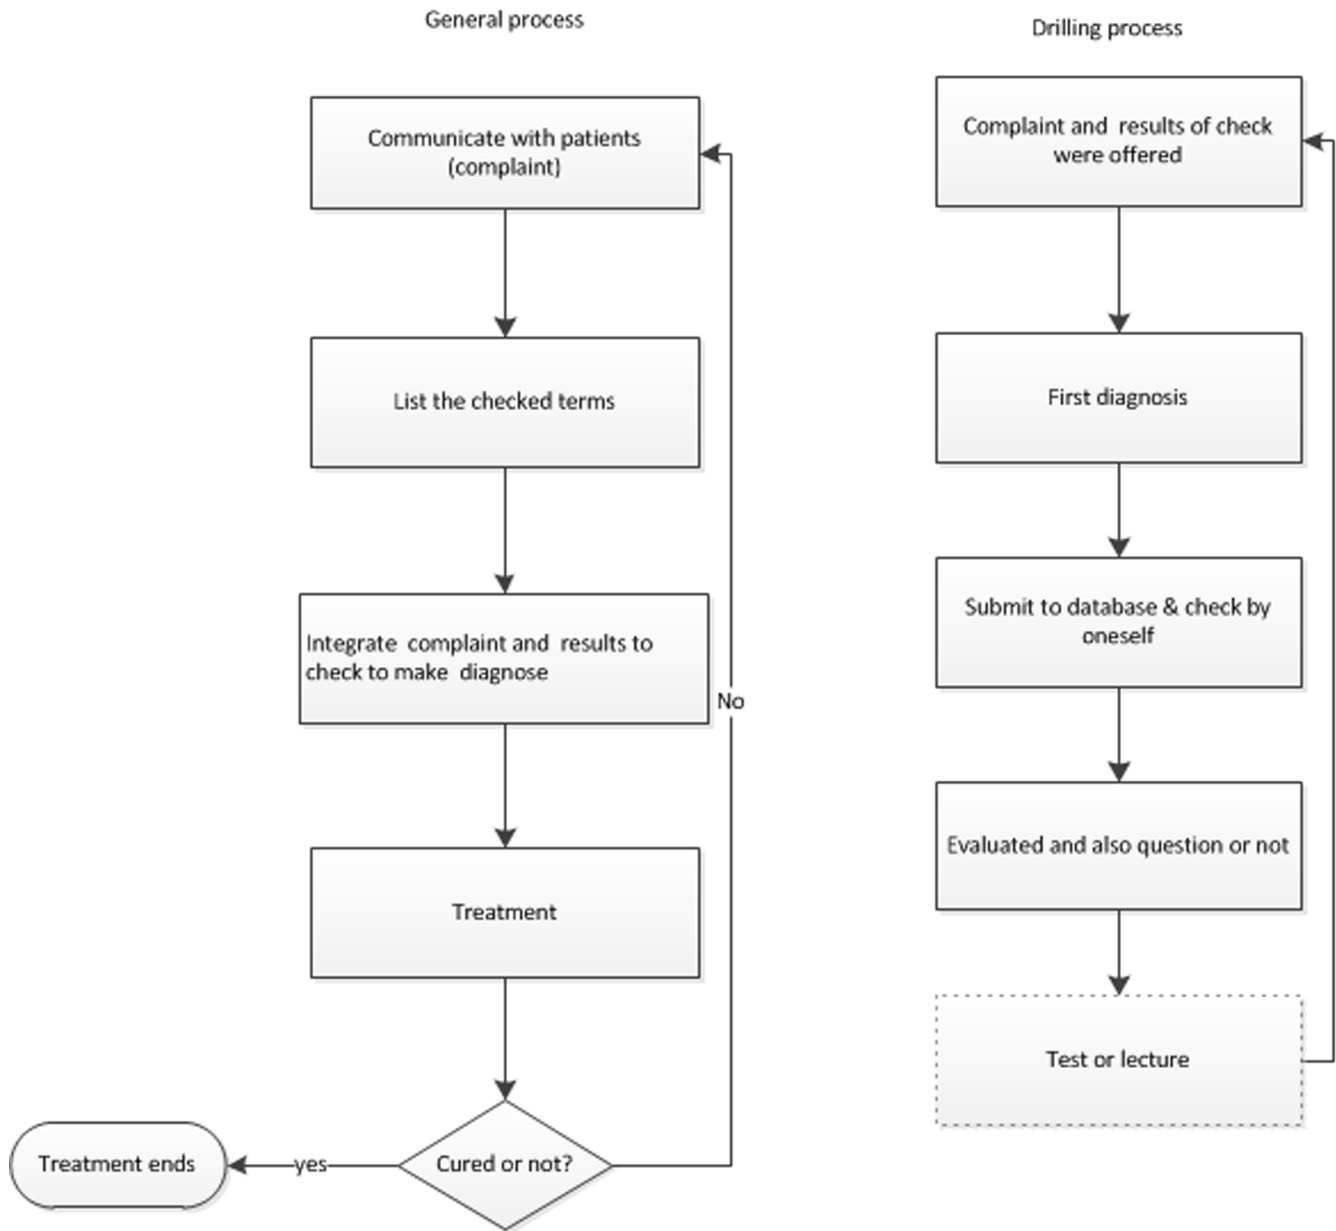 General process
Communicate with patients
(complaint)
List the checked terms
Integrate complaint and results to
check to make diagnose
No
Treatment
Cured or not?
yes
Treatment ends
Drilling process
Complaint and results of check
were offered
First diagnosis
Submit to database & check by
oneself
Evaluated and also question or not
Test or lecture